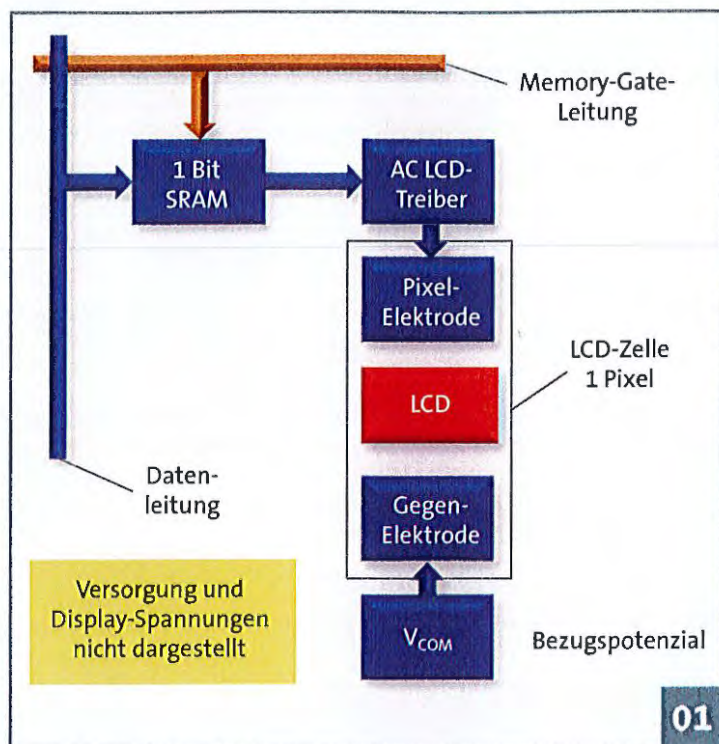 Memory-Gate-
Leitung
1 Bit
SRAM
AC LCD-
Treiber
Pixel-
Elektrode
LCD-Zelle
1 Pixel
LCD
Daten-
leitung
Gegen-
Elektrode
Versorgung und
Display-Spannungen
nicht dargestellt
V_COM
Bezugspotenzial
01